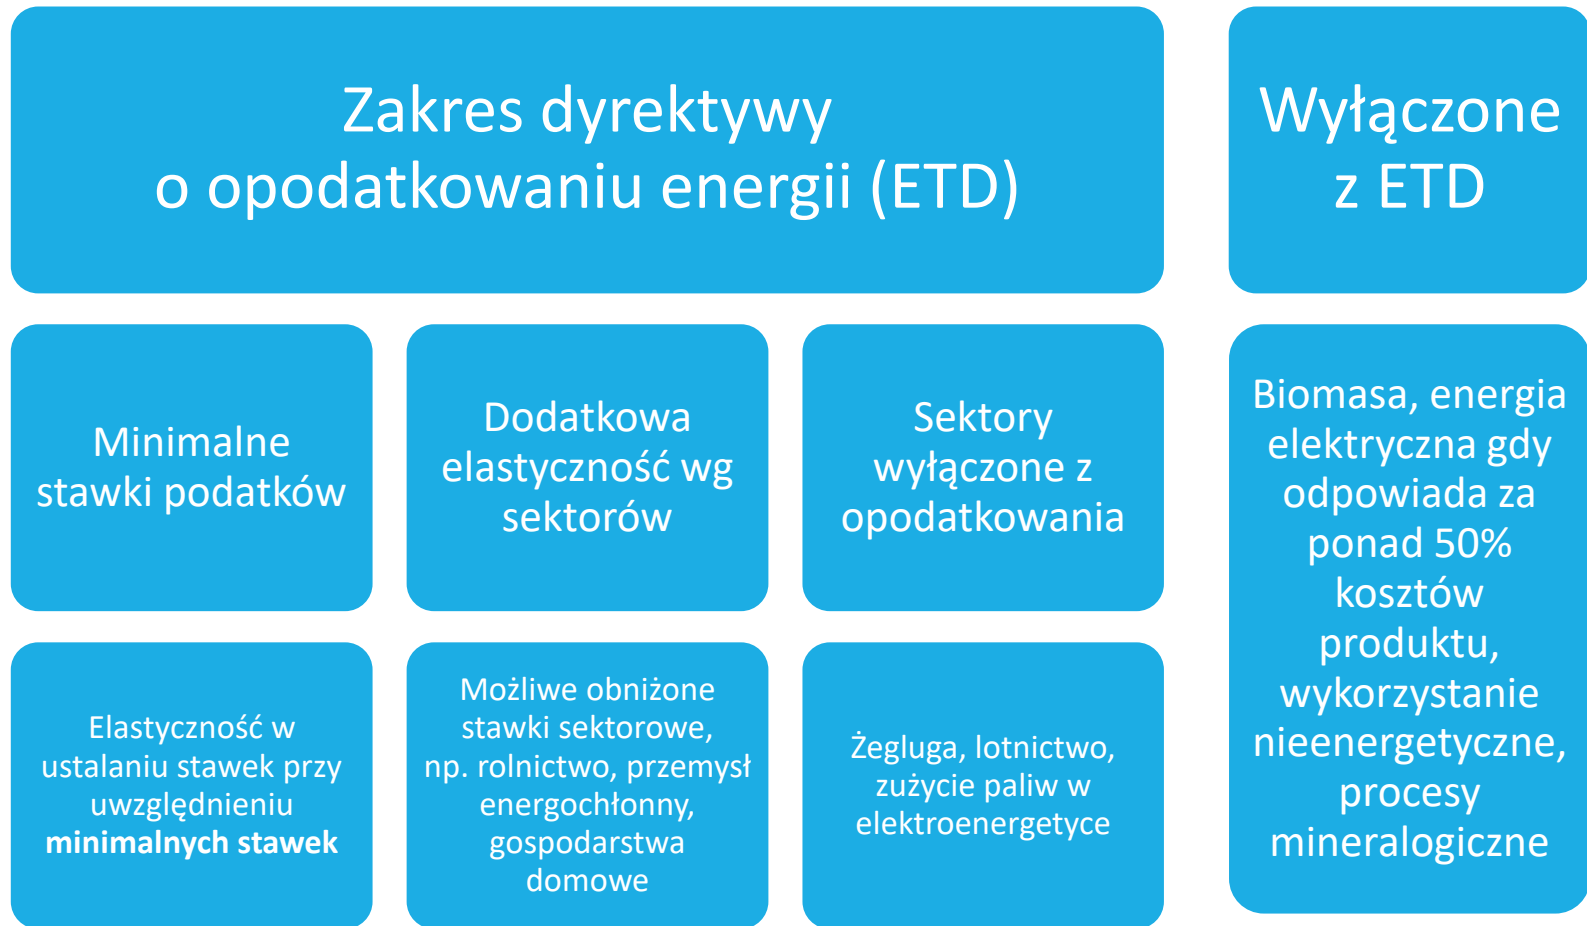 Zakres dyrektywy
o opodatkowaniu energii (ETD)
Wyłączone
z ETD
Minimalne
stawki podatków
Dodatkowa
elastyczność wg
sektorów
Sektory
wyłączone z
opodatkowania
Biomasa, energia
elektryczna gdy
odpowiada za
ponad 50%
kosztów
produktu,
wykorzystanie
nieenergetyczne,
procesy
mineralogiczne
Elastyczność w
ustalaniu stawek przy
uwzględnieniu
minimalnych stawek
Możliwe obniżone
stawki sektorowe,
np. rolnictwo, przemysł
energochłonny,
gospodarstwa
domowe
Żegluga, lotnictwo,
zużycie paliw w
elektroenergetyce